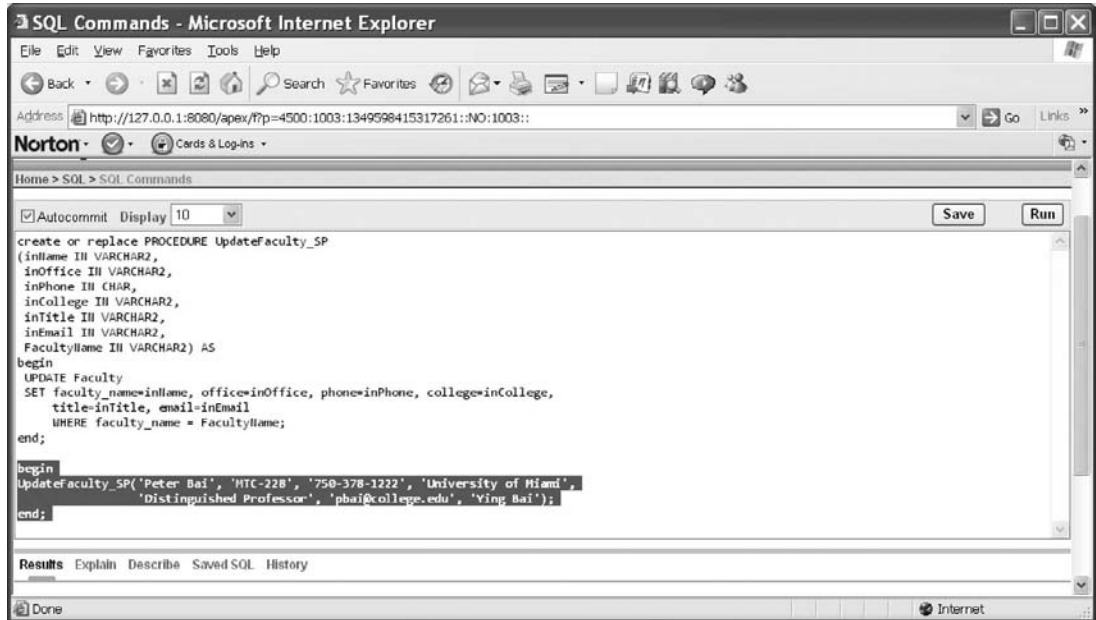 SQL Commands - Microsoft Internet Explorer
File Edit View Favorites Tools Help
Back Search Favorites
Address http://127.0.0.1:8080/apex/f?p=4500:1003:1349598415317261::NO:1003:: Go Links »
Norton Cards & Log-ins
Home > SQL > SQL Commands
Autocommit Display 10 Save Run
create or replace PROCEDURE UpdateFaculty_SP
(inName IN VARCHAR2,
inOffice IN VARCHAR2,
inPhone IN CHAR,
inCollege IN VARCHAR2,
inTitle IN VARCHAR2,
inEmail IN VARCHAR2,
FacultyName IN VARCHAR2) AS
begin
UPDATE Faculty
SET faculty_name=inName, office=inOffice, phone=inPhone, college=inCollege,
title=inTitle, email=inEmail
WHERE faculty_name = FacultyName;
end;
begin
UpdateFaculty_SP('Peter Bai', 'MTC-228', '750-378-1222', 'University of Miami',
'Distinguished Professor', 'pbai@college.edu', 'Ying Bai');
end;
Results Explain Describe Saved SQL History
Done Internet